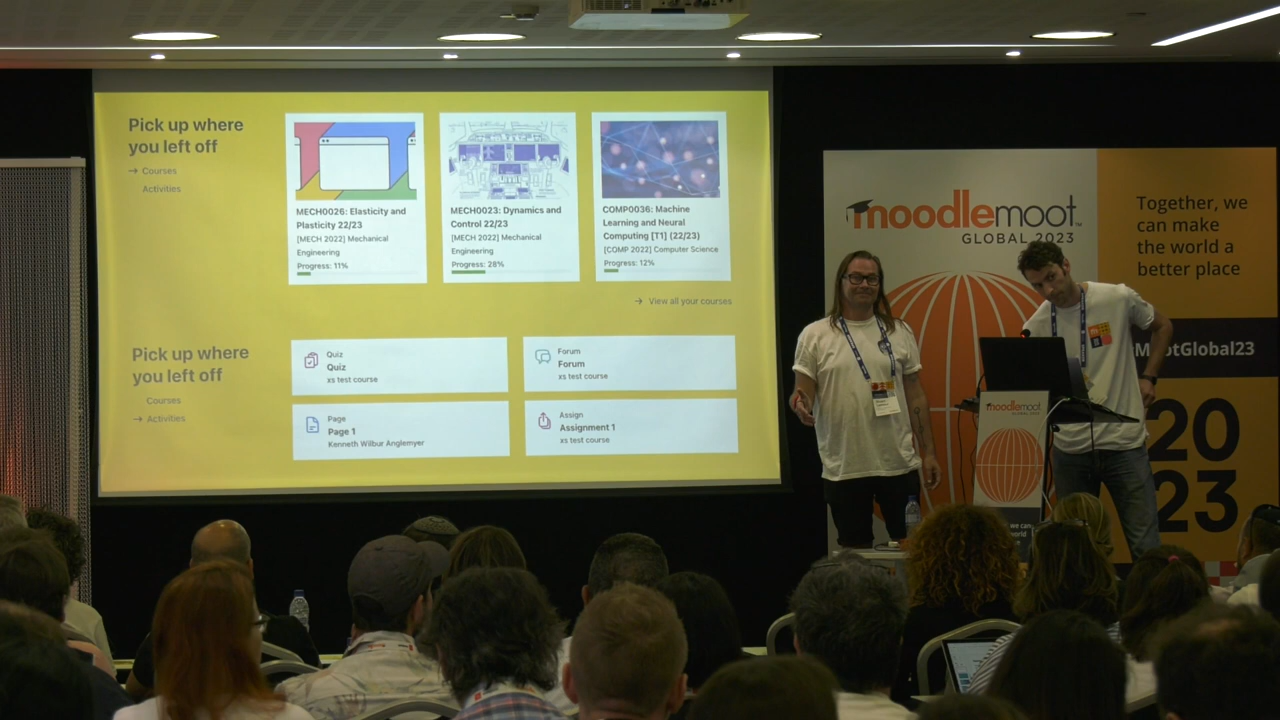 Pick up where
you left off
→ Courses
Activities
MECH0026: Elasticity and
Plasticity 22/23
[MECH 2022] Mechanical
Engineering
Progress: 11%
MECH0023: Dynamics and
Control 22/23
[MECH 2022] Mechanical
Engineering
Progress: 28%
COMP0036: Machine
Learning and Neural
Computing [T1] (22/23)
[COMP 2022] Computer Science
Progress: 12%
→ View all your courses
Pick up where
you left off
Courses
→ Activities
Quiz
Quiz
xs test course
Forum
Forum
xs test course
Page
Page 1
Kenneth Wilbur Anglemyer
Assign
Assignment 1
xs test course
moodlemoot
GLOBAL 2023
Together, we
can make
the world a
better place
MootGlobal23
20
23
moodlemoot
GLOBAL 2023
we can
world